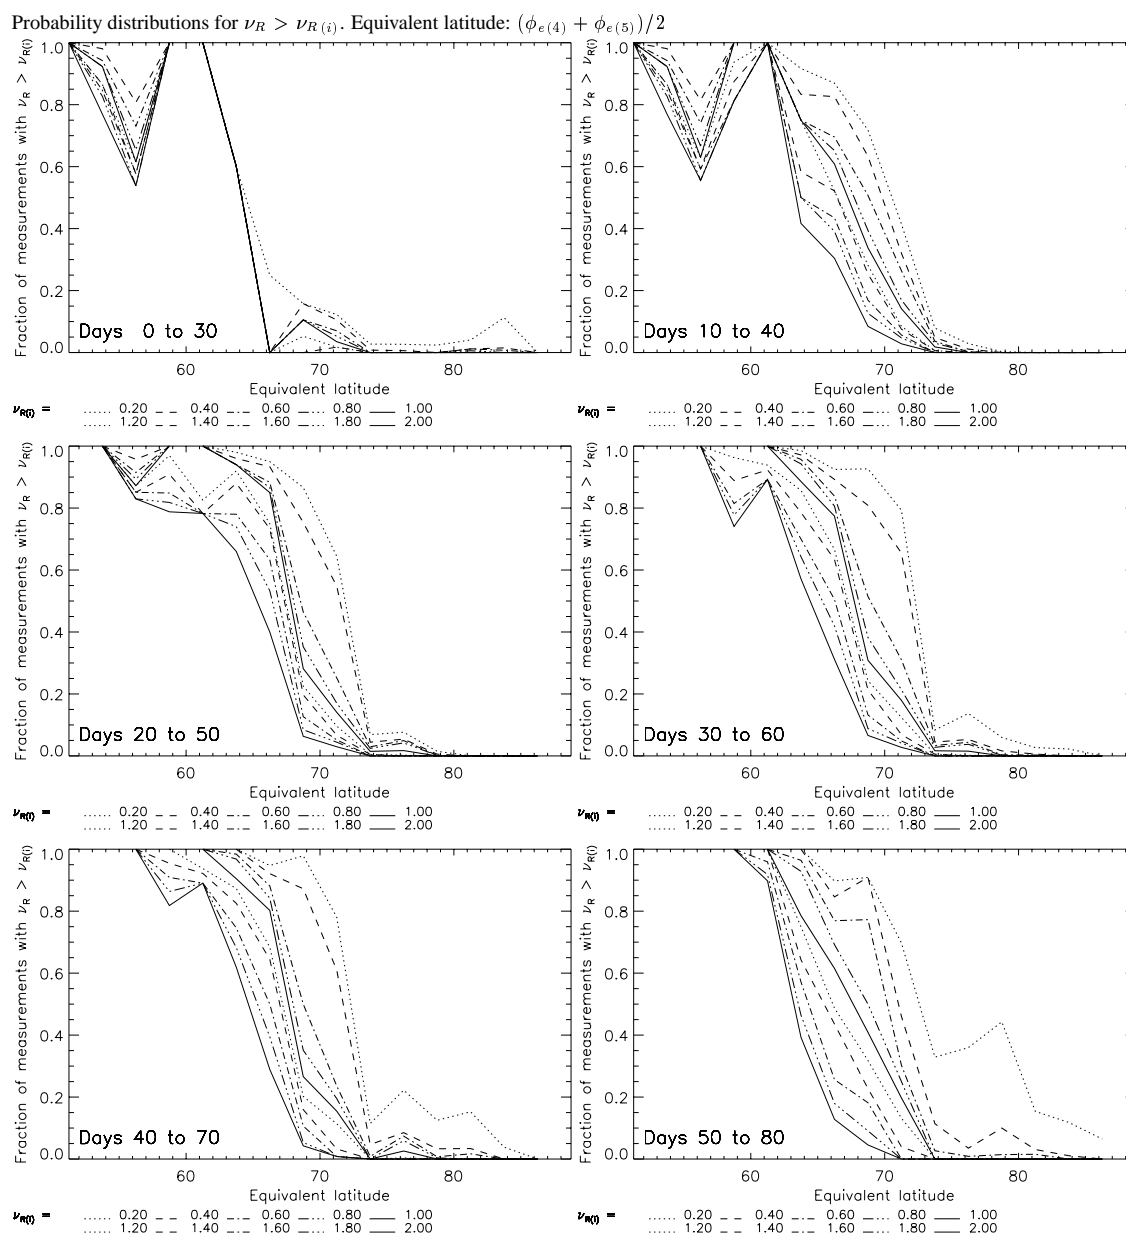 Probability distributions for ν_R > ν_R(i). Equivalent latitude: (ϕ_e(4) + ϕ_e(5))/2
Fraction of measurements with ν_R > ν_R(i)
1.0
0.8
0.6
0.4
0.2
0.0
Days 0 to 30
60 70 80
Equivalent latitude
ν_R(i) = 0.20 0.40 0.60 0.80 1.00
1.20 1.40 1.60 1.80 2.00
Fraction of measurements with ν_R > ν_R(i)
1.0
0.8
0.6
0.4
0.2
0.0
Days 10 to 40
60 70 80
Equivalent latitude
ν_R(i) = 0.20 0.40 0.60 0.80 1.00
1.20 1.40 1.60 1.80 2.00
Fraction of measurements with ν_R > ν_R(i)
1.0
0.8
0.6
0.4
0.2
0.0
Days 20 to 50
60 70 80
Equivalent latitude
ν_R(i) = 0.20 0.40 0.60 0.80 1.00
1.20 1.40 1.60 1.80 2.00
Fraction of measurements with ν_R > ν_R(i)
1.0
0.8
0.6
0.4
0.2
0.0
Days 30 to 60
60 70 80
Equivalent latitude
ν_R(i) = 0.20 0.40 0.60 0.80 1.00
1.20 1.40 1.60 1.80 2.00
Fraction of measurements with ν_R > ν_R(i)
1.0
0.8
0.6
0.4
0.2
0.0
Days 40 to 70
60 70 80
Equivalent latitude
ν_R(i) = 0.20 0.40 0.60 0.80 1.00
1.20 1.40 1.60 1.80 2.00
Fraction of measurements with ν_R > ν_R(i)
1.0
0.8
0.6
0.4
0.2
0.0
Days 50 to 80
60 70 80
Equivalent latitude
ν_R(i) = 0.20 0.40 0.60 0.80 1.00
1.20 1.40 1.60 1.80 2.00